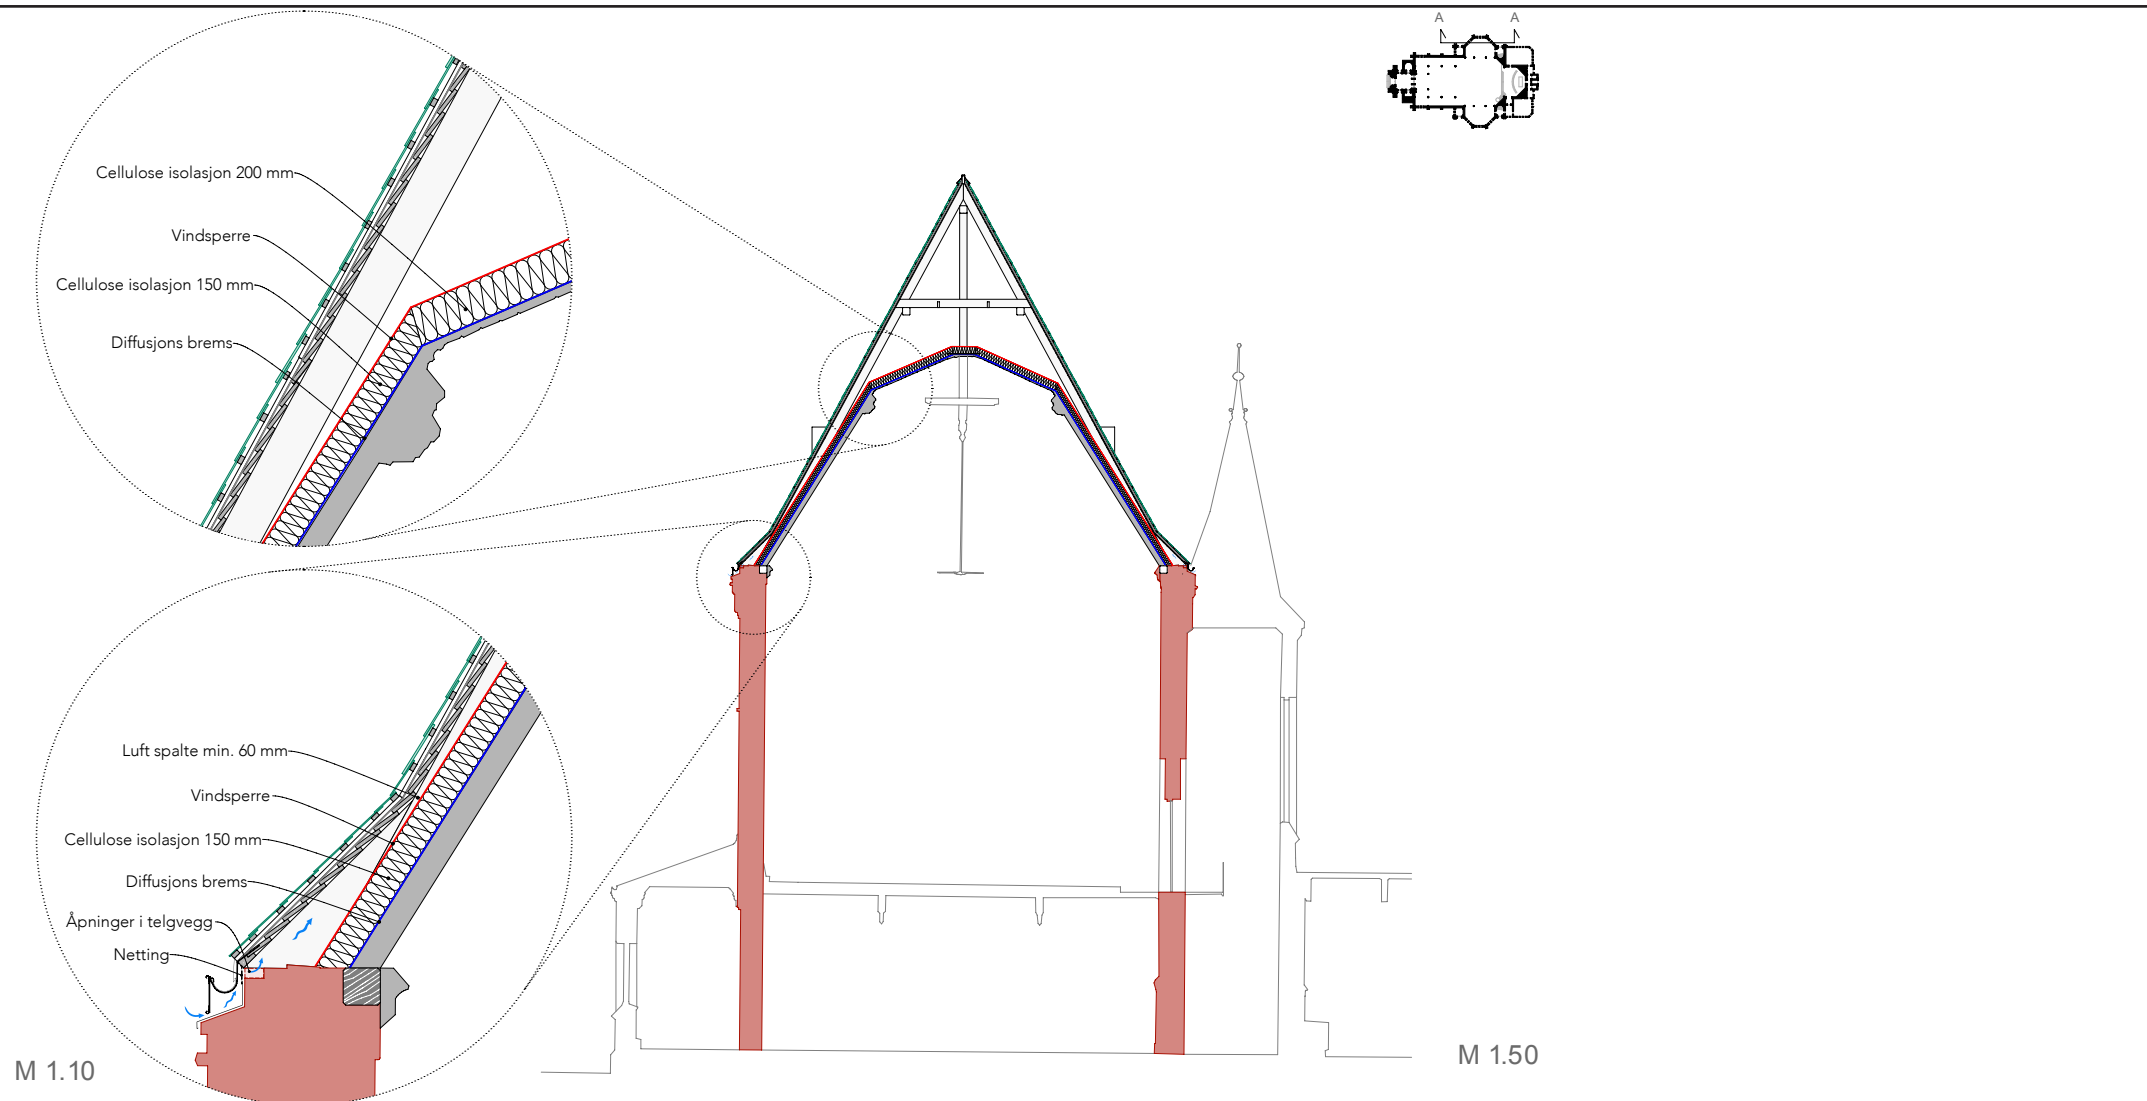 A A
Cellulose isolasjon 200 mm
Vindsperre
Cellulose isolasjon 150 mm
Diffusjons brems
Luft spalte min. 60 mm
Vindsperre
Cellulose isolasjon 150 mm
Diffusjons brems
Åpninger i telgvegg
Netting
M 1.10
M 1.50